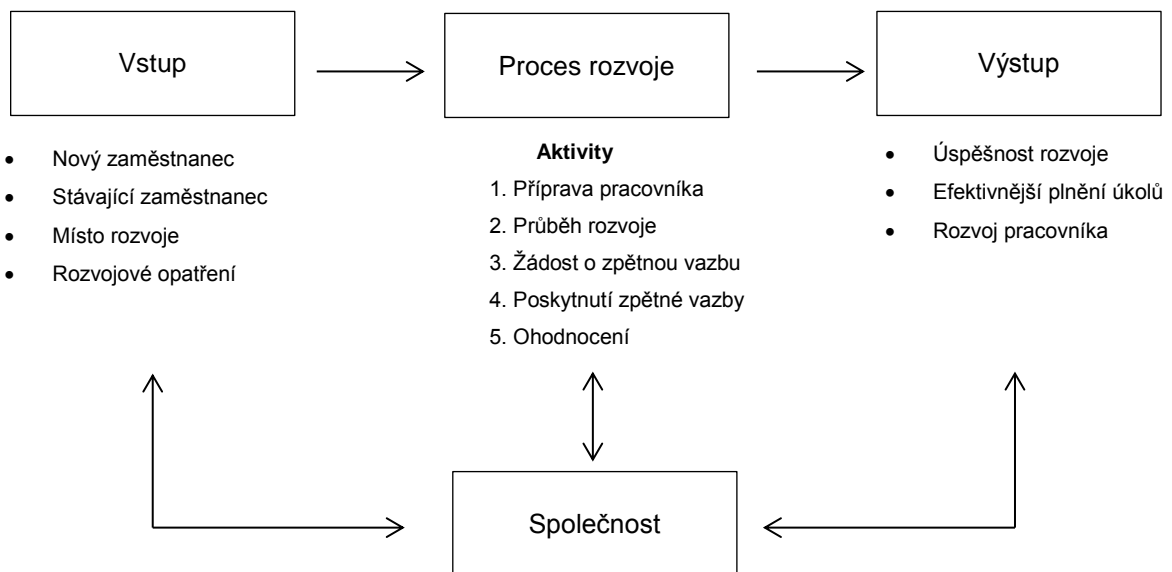 Vstup
Proces rozvoje
Výstup
• Nový zaměstnanec
• Stávající zaměstnanec
• Místo rozvoje
• Rozvojové opatření
Aktivity
1. Příprava pracovníka
2. Průběh rozvoje
3. Žádost o zpětnou vazbu
4. Poskytnutí zpětné vazby
5. Ohodnocení
• Úspěšnost rozvoje
• Efektivnější plnění úkolů
• Rozvoj pracovníka
Společnost